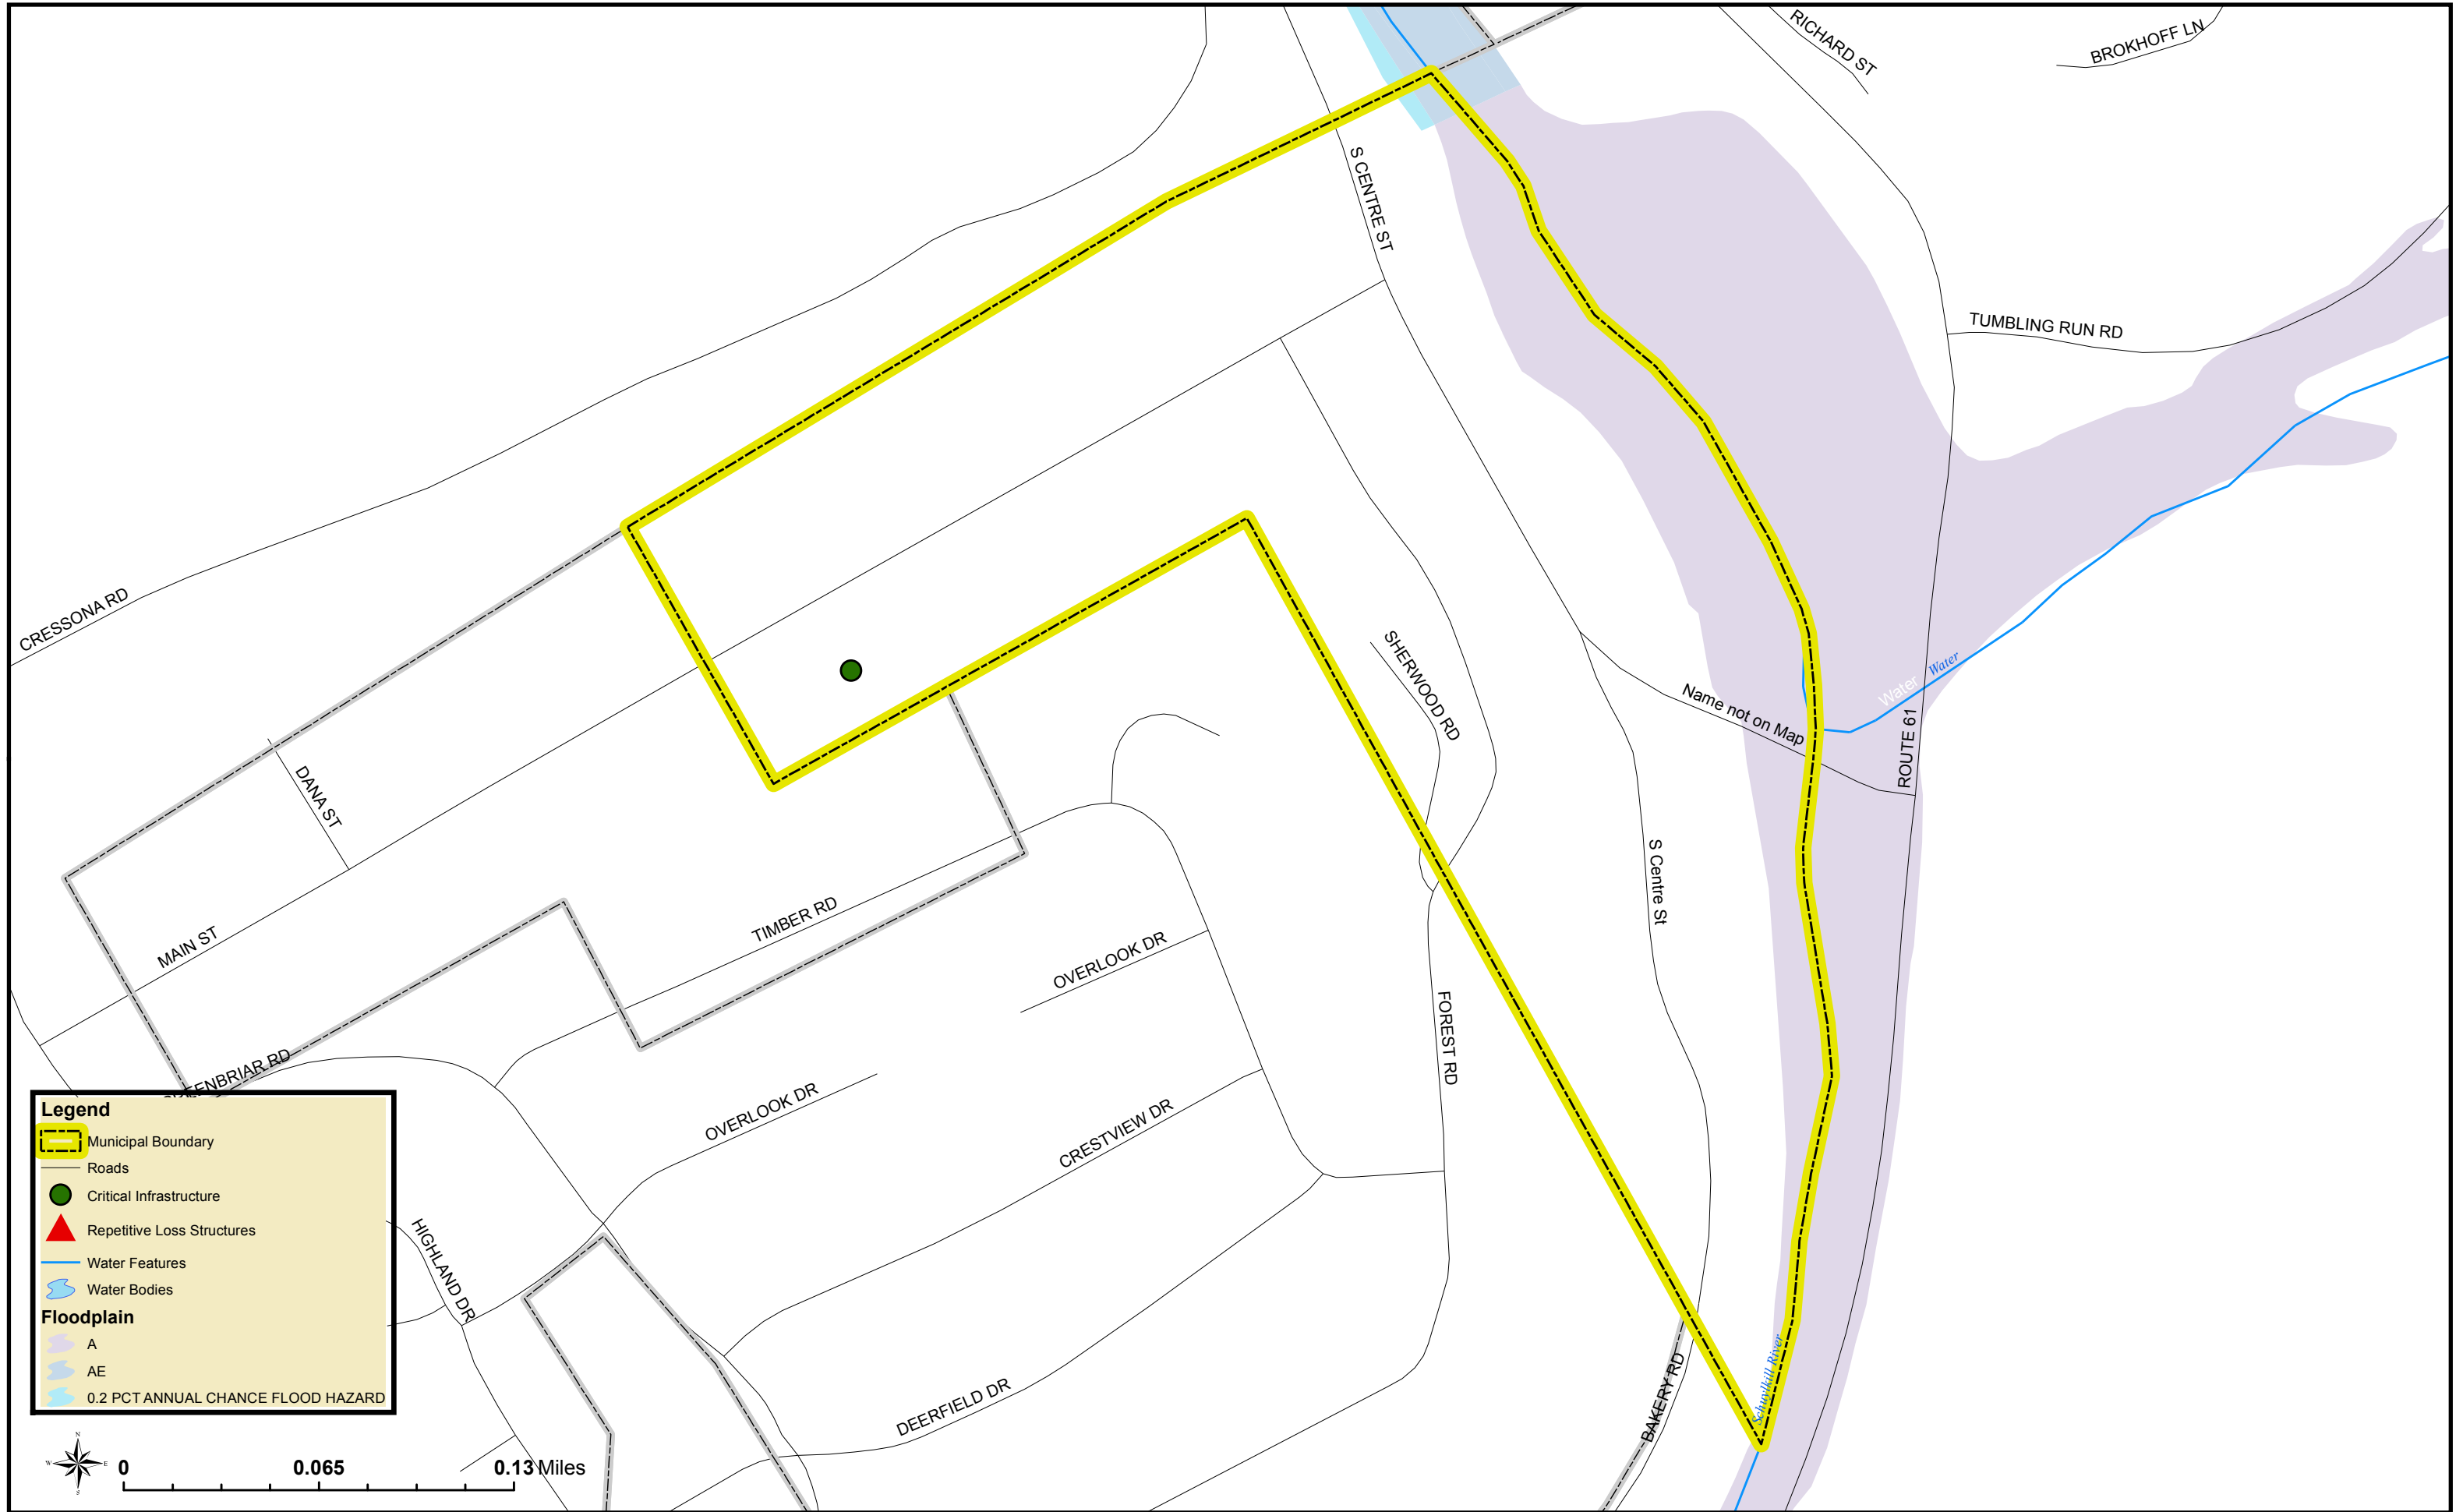 RICHARD ST
BROKHOFF LN
S CENTRE ST
TUMBLING RUN RD
CRESSONA RD
SHERWOOD RD
Water
Water
Name not on Map
ROUTE 61
DANA ST
S Centre St
TIMBER RD
MAIN ST
OVERLOOK DR
FOREST RD
ENBRIAR RD
OVERLOOK DR
CRESTVIEW DR
HIGHLAND DR
DEERFIELD DR
BAKERY RD
Schuylkill River
Legend
Municipal Boundary
Roads
Critical Infrastructure
Repetitive Loss Structures
Water Features
Water Bodies
Floodplain
A
AE
0.2 PCT ANNUAL CHANCE FLOOD HAZARD
N
W E
S
0 0.065 0.13 Miles